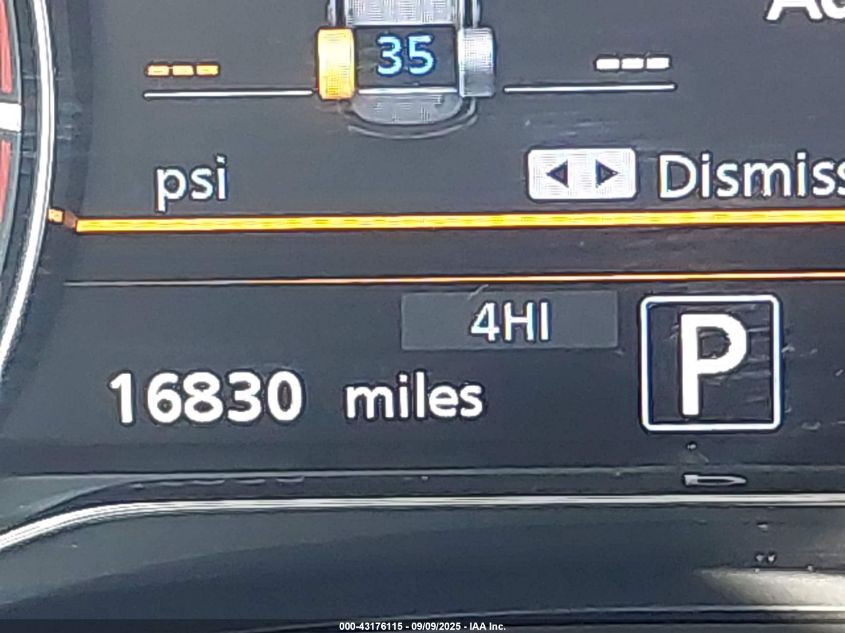 35
--- ---
psi Dismiss
4HI P
16830 miles
000-43176115 - 09/09/2025 - IAA Inc.